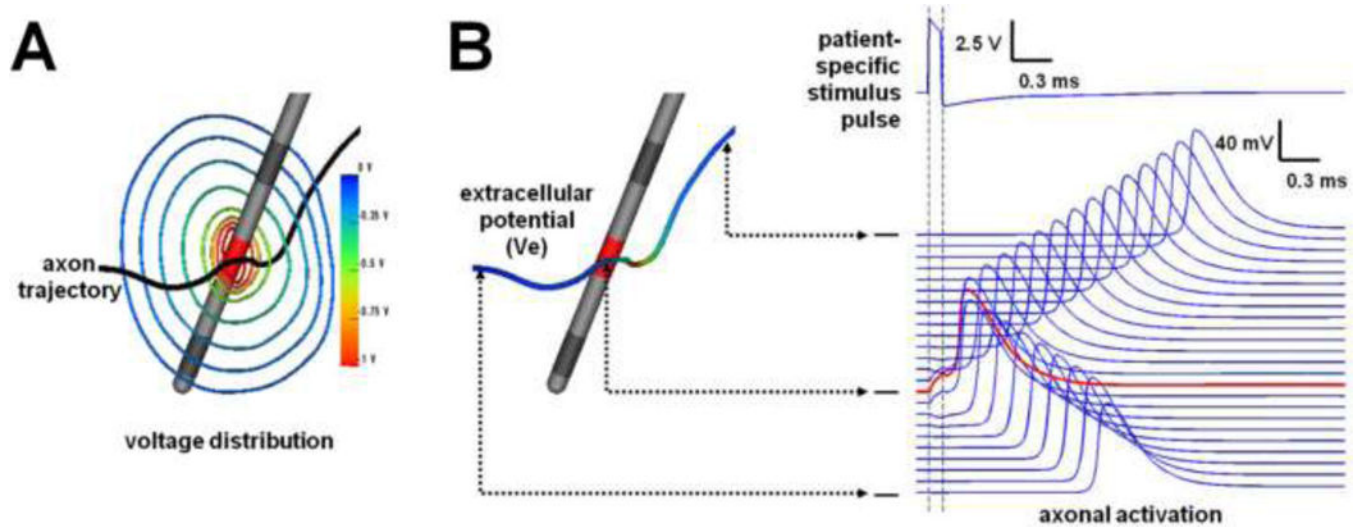 A
0 V
0.25 V
0.5 V
0.75 V
1 V
axon
trajectory
voltage distribution
B
extracellular
potential
(Ve)
patient-
specific
stimulus
pulse
2.5 V
0.3 ms
40 mV
0.3 ms
axonal activation